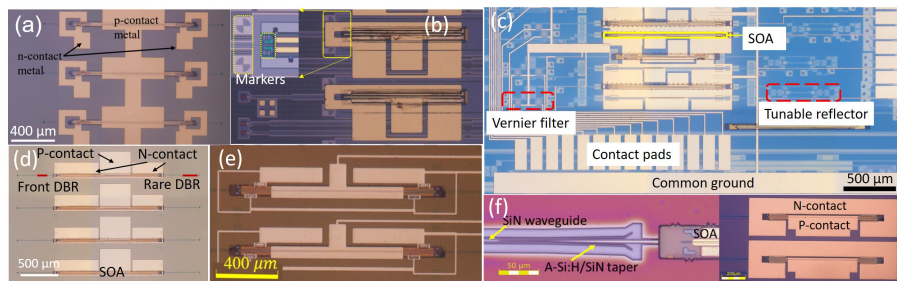 (a)
p-contact
metal
n-contact
metal
400 µm
Markers
(b)
(c)
SOA
Vernier filter
Tunable reflector
Contact pads
500 µm
Common ground
(d)
P-contact
N-contact
Front DBR
Rare DBR
SOA
500 µm
(e)
400 µm
(f)
SiN waveguide
SOA
A-Si:H/SiN taper
50 µm
N-contact
P-contact
200µm